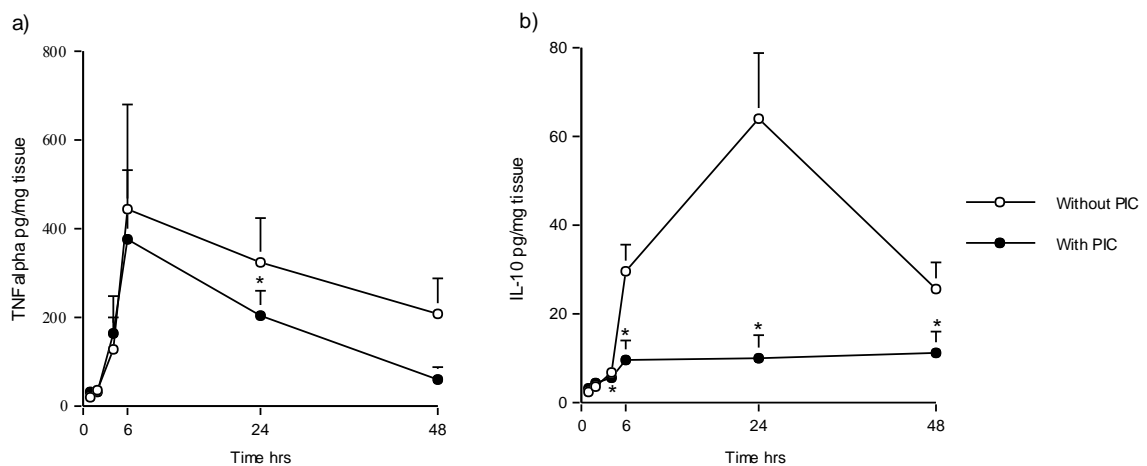 a)
TNF alpha pg/mg tissue
800
600
400
200
0
*
0 6 24 48
Time hrs
b)
IL-10 pg/mg tissue
80
60
40
20
0
* * * *
0 6 24 48
Time hrs
Without PIC
With PIC